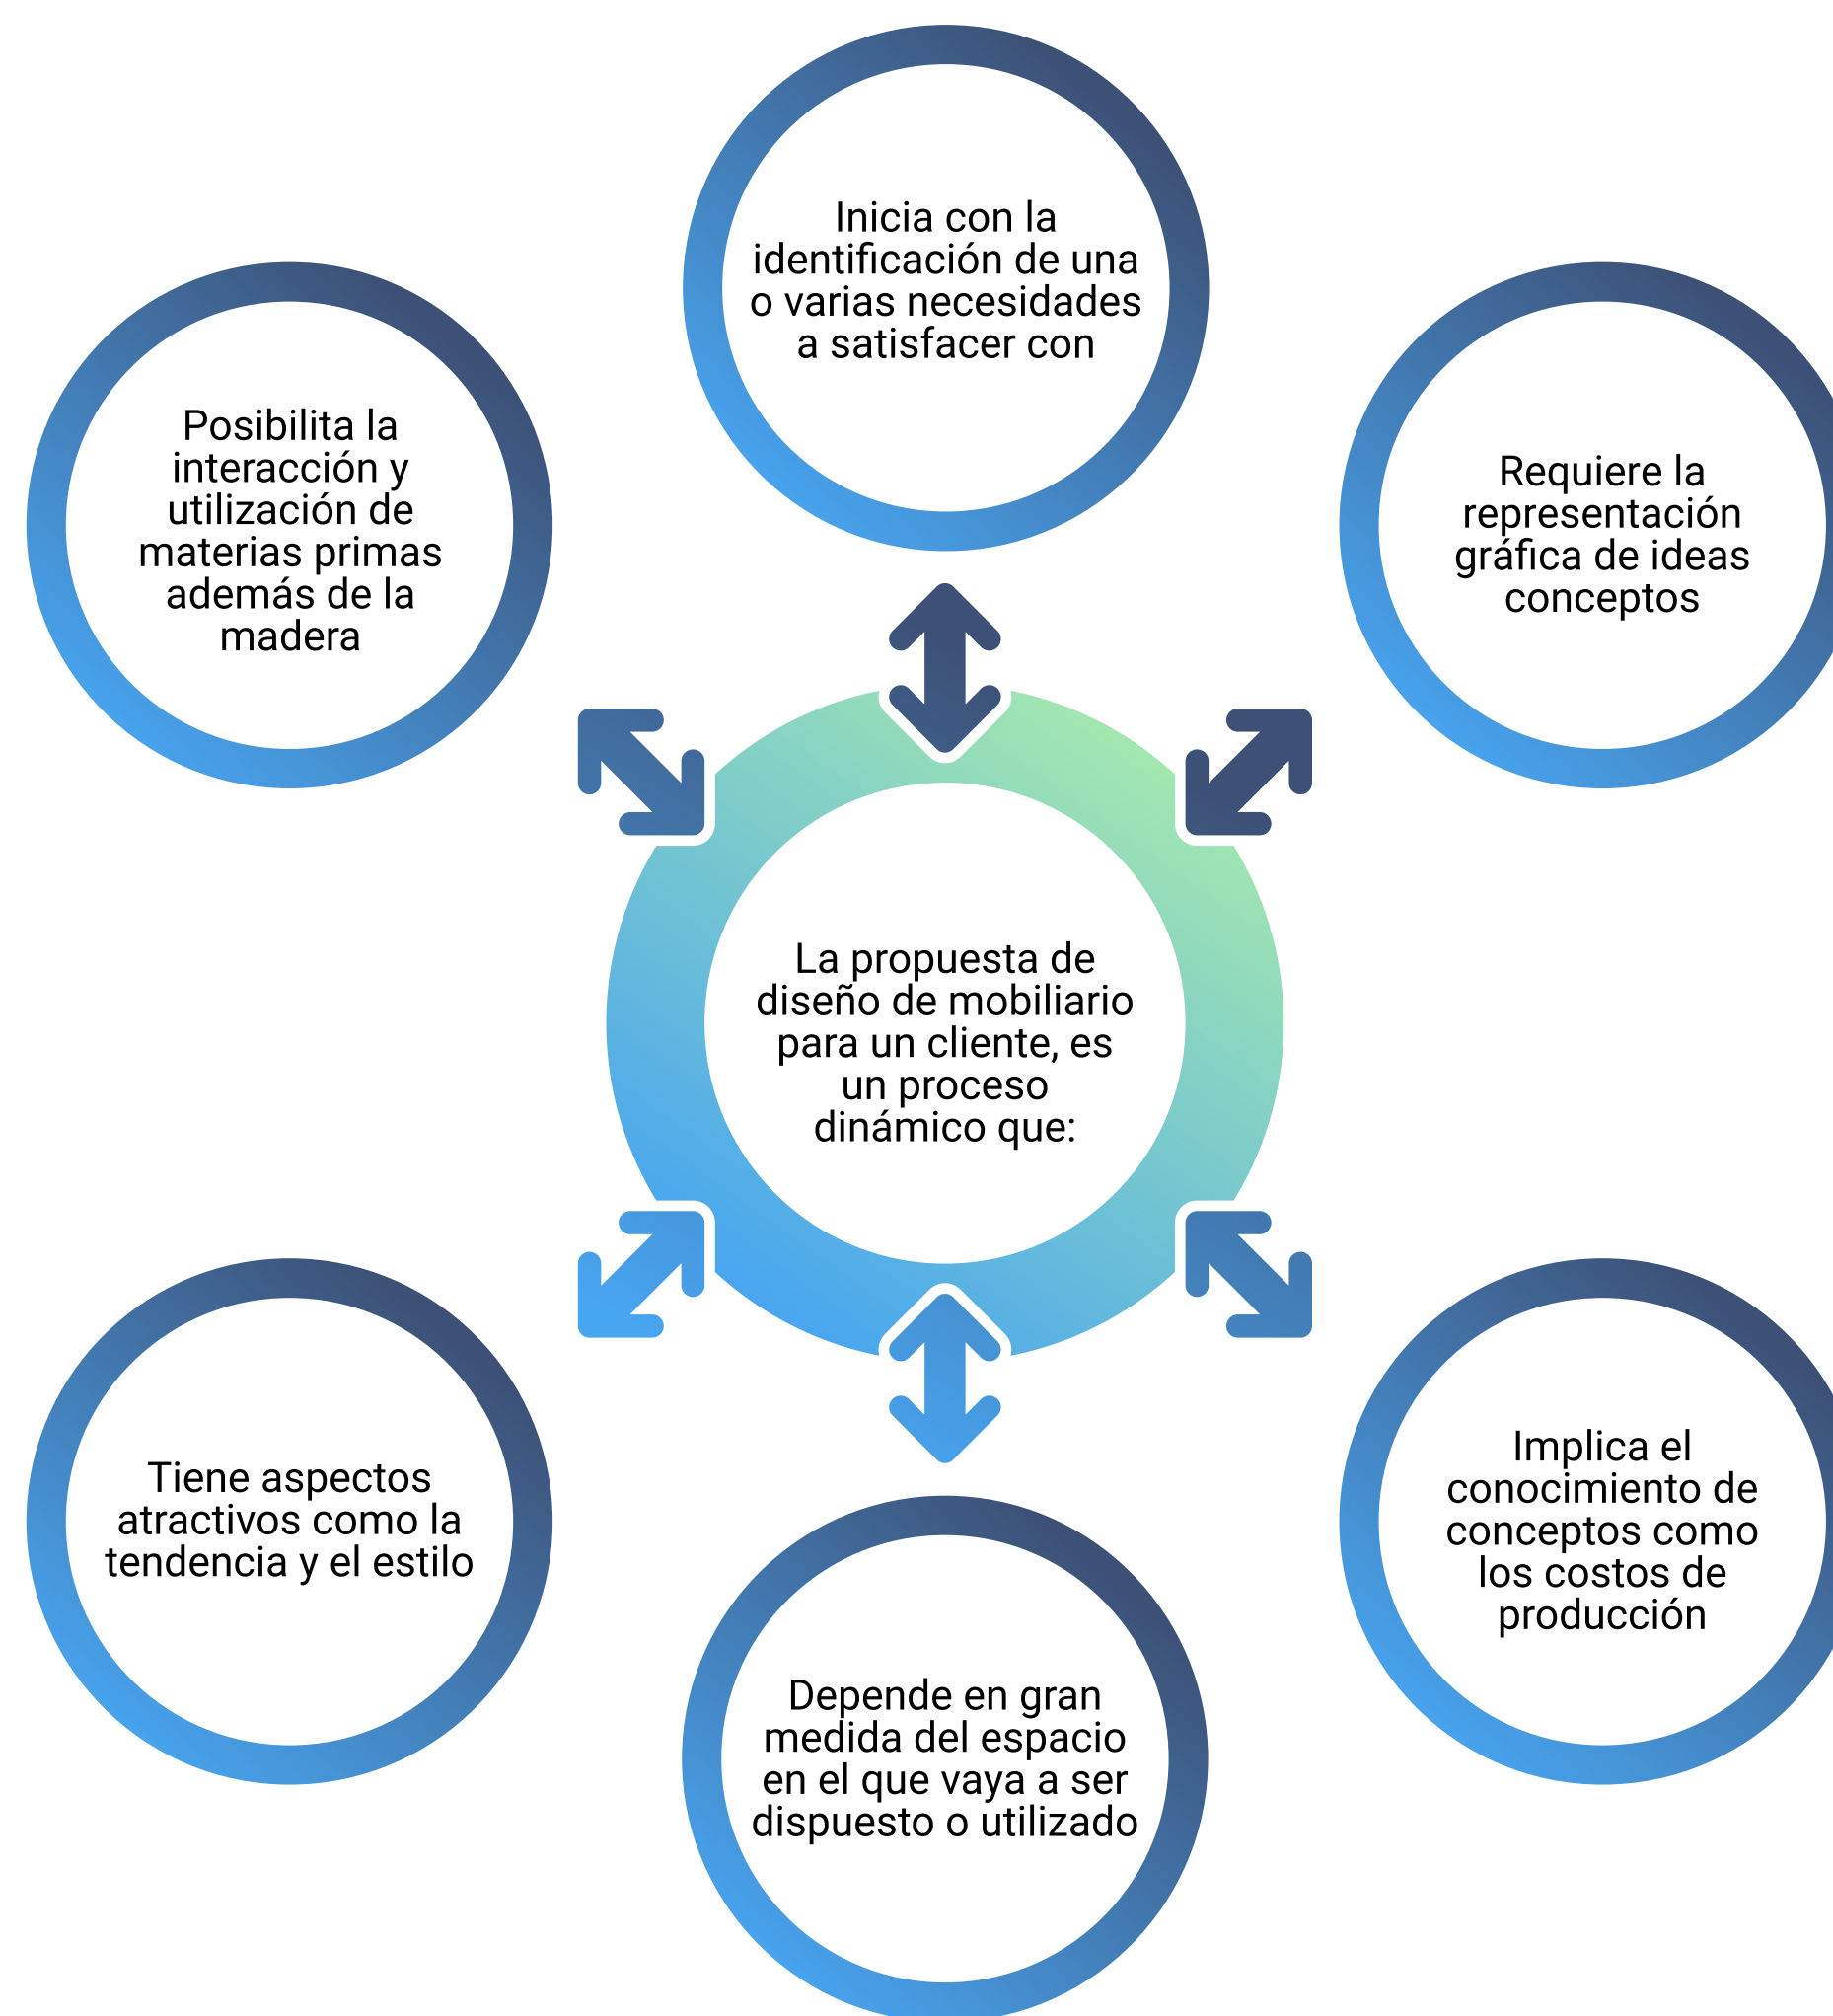 Inicia con la
identificación de una
o varias necesidades
a satisfacer con
Posibilita la
interacción y
utilización de
materias primas
además de la
madera
Requiere la
representación
gráfica de ideas
conceptos
La propuesta de
diseño de mobiliario
para un cliente, es
un proceso
dinámico que:
Tiene aspectos
atractivos como la
tendencia y el estilo
Implica el
conocimiento de
conceptos como
los costos de
producción
Depende en gran
medida del espacio
en el que vaya a ser
dispuesto o utilizado